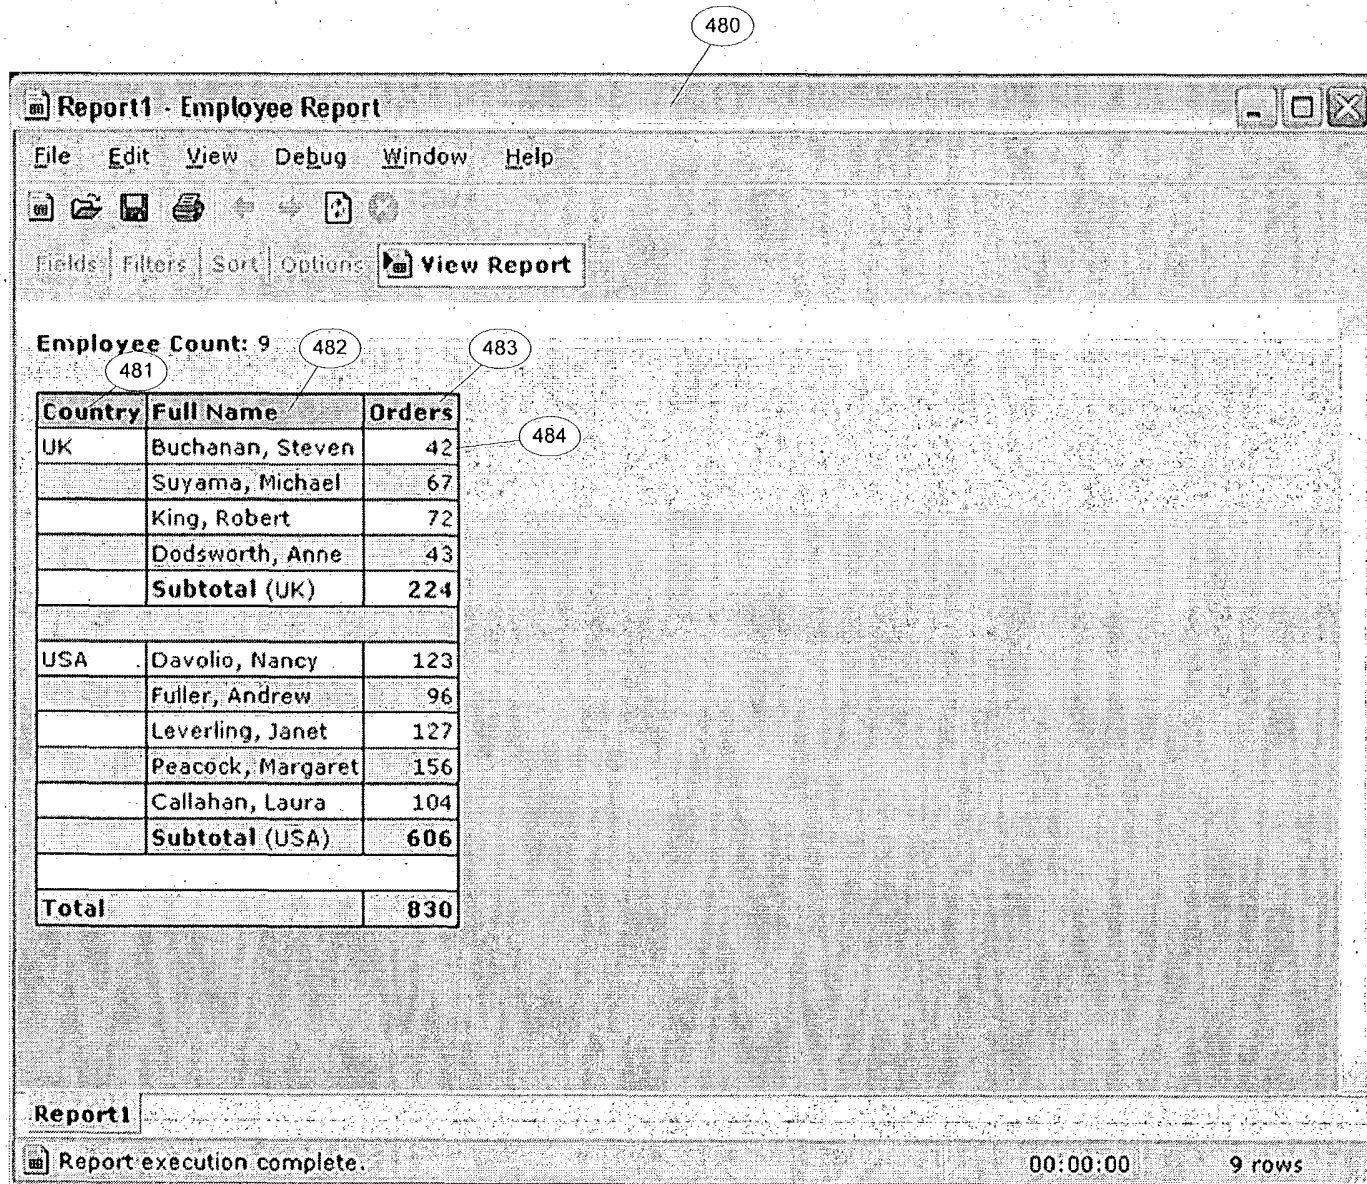 480
Report1 - Employee Report
File Edit View Debug Window Help
Fields Filters Sort Options View Report
Employee Count: 9
482
483
481
Country Full Name Orders
484
UK Buchanan, Steven 42
Suyama, Michael 67
King, Robert 72
Dodsworth, Anne 43
Subtotal (UK) 224
USA Davolio, Nancy 123
Fuller, Andrew 96
Leverling, Janet 127
Peacock, Margaret 156
Callahan, Laura 104
Subtotal (USA) 606
Total 830
Report1
Report execution complete. 00:00:00 9 rows